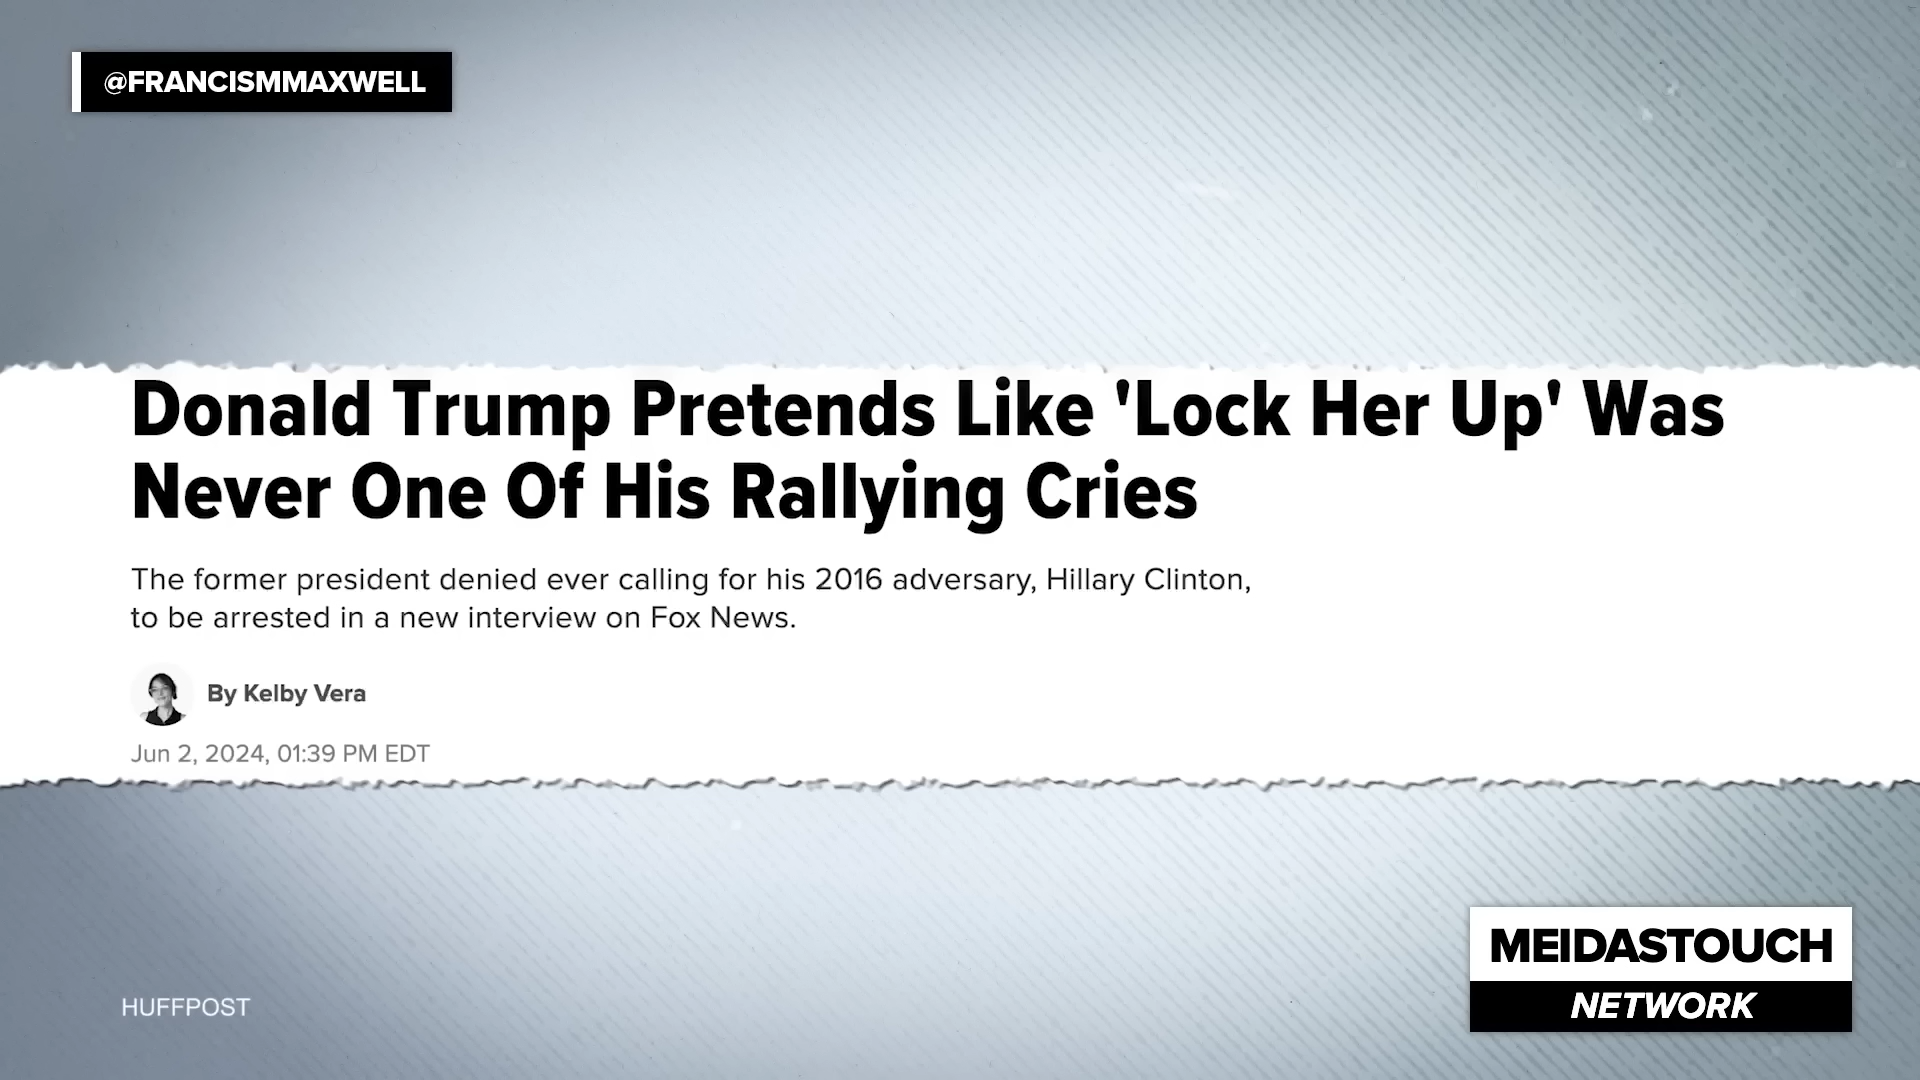 @FRANCISMMAXWELL
Donald Trump Pretends Like 'Lock Her Up' Was
Never One Of His Rallying Cries
The former president denied ever calling for his 2016 adversary, Hillary Clinton,
to be arrested in a new interview on Fox News.
By Kelby Vera
Jun 2, 2024, 01:39 PM EDT
HUFFPOST
MEIDASTOUCH
NETWORK